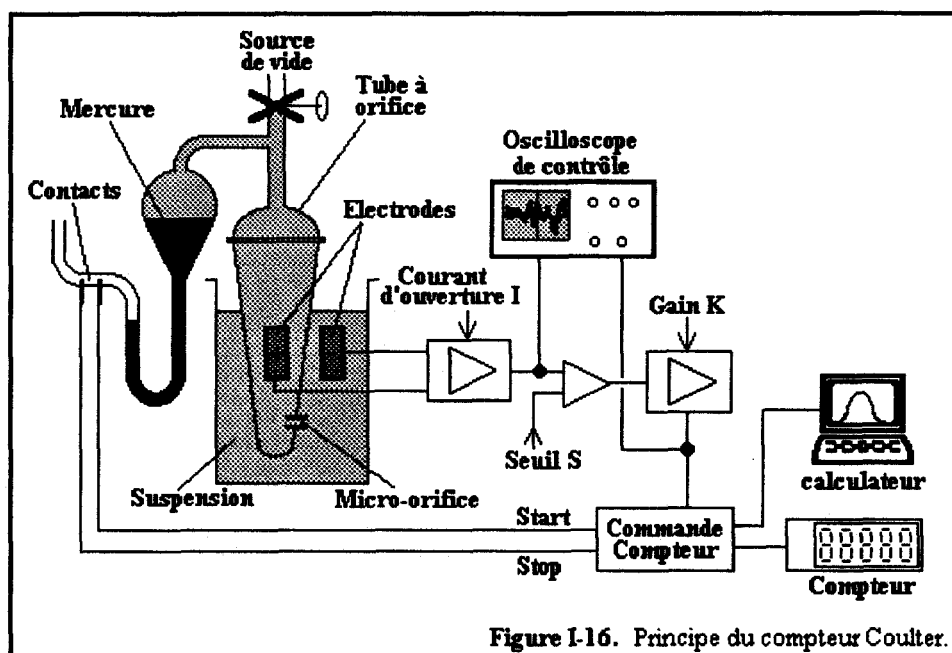 Source
de vide
Tube à
orifice
Mercure
Oscilloscope
de contrôle
Contacts
Electrodes
Courant
d'ouverture I
Gain K
Seuil S
calculateur
Suspension
Micro-orifice
Start
Commande
Compteur
Stop
Compteur
Figure I-16. Principe du compteur Coulter.